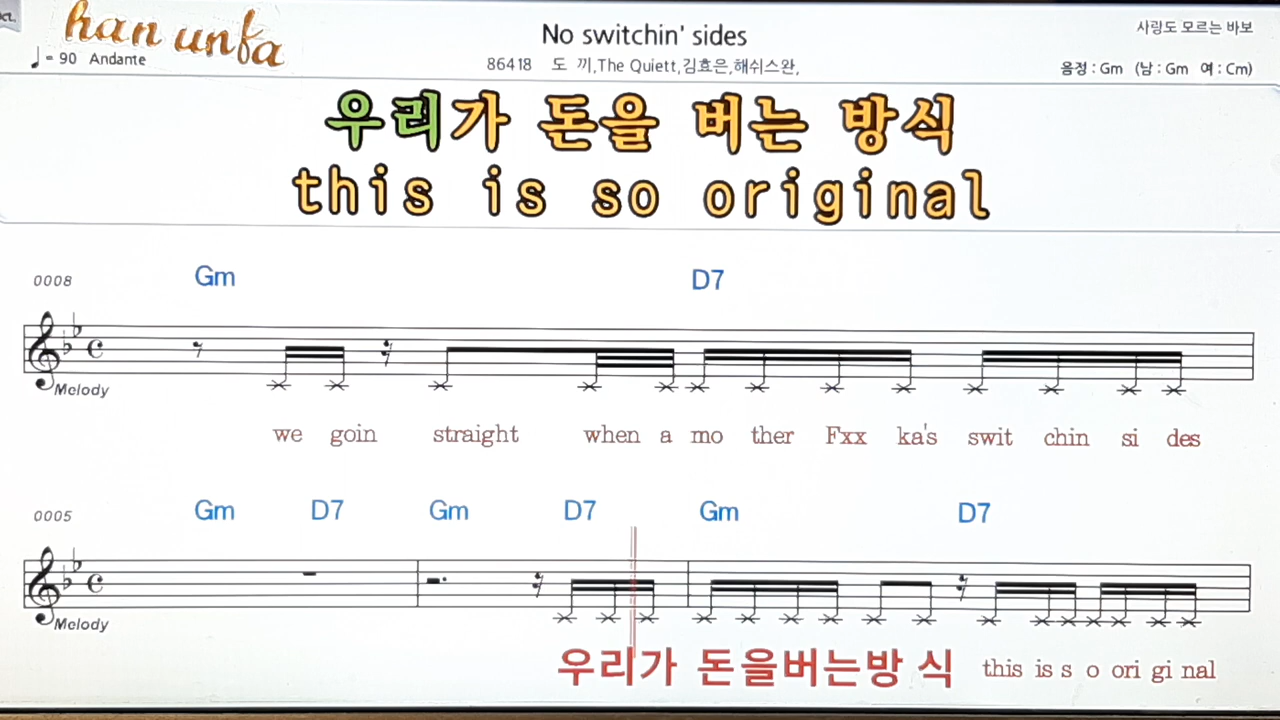 han unfa
No switchin' sides
사랑도 모르는 바보
♩= 90 Andante
86418 도 끼,The Quiett,김효은,해쉬스완,
음정 : Gm (남 : Gm 여 : Cm)
우리가 돈을 버는 방식
this is so original
Gm D7
0008
Melody
we goin straight when a mo ther Fxx ka's swit chin si des
Gm D7 Gm D7 Gm D7
0005
Melody
우리가 돈을버는방 식 this is s o ori gi nal